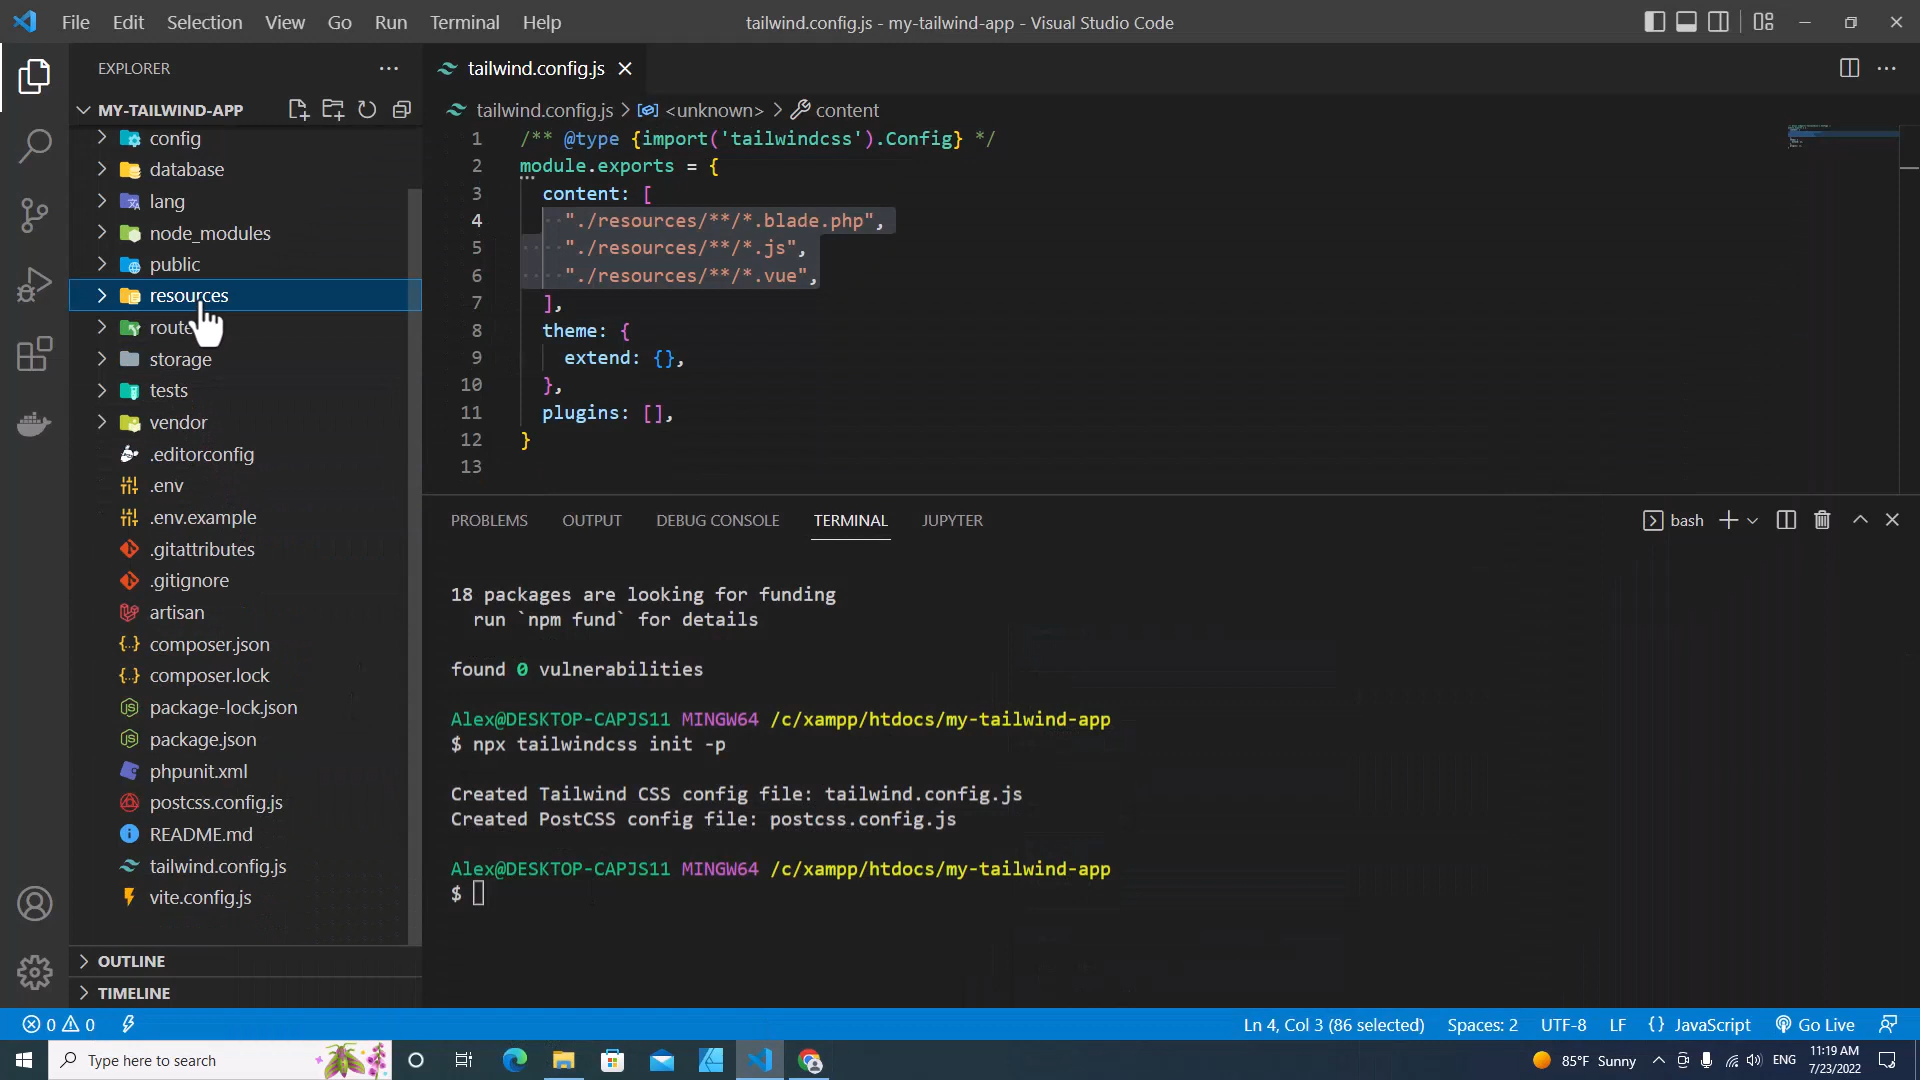 File Edit Selection View Go Run Terminal Help
tailwind.config.js - my-tailwind-app - Visual Studio Code
EXPLORER
MY-TAILWIND-APP
config
database
lang
node_modules
public
resources
route
storage
tests
vendor
.editorconfig
.env
.env.example
.gitattributes
.gitignore
artisan
composer.json
composer.lock
package-lock.json
package.json
phpunit.xml
postcss.config.js
README.md
tailwind.config.js
vite.config.js
OUTLINE
TIMELINE
tailwind.config.js
tailwind.config.js > <unknown> > content
1 /** @type {import('tailwindcss').Config} */
2 module.exports = {
3 content: [
4 "./resources/**/*.blade.php",
5 "./resources/**/*.js",
6 "./resources/**/*.vue",
7 ],
8 theme: {
9 extend: {},
10 },
11 plugins: [],
12 }
13
PROBLEMS OUTPUT DEBUG CONSOLE TERMINAL JUPYTER
bash
18 packages are looking for funding
run `npm fund` for details
found 0 vulnerabilities
Alex@DESKTOP-CAPJS11 MINGW64 /c/xampp/htdocs/my-tailwind-app
$ npx tailwindcss init -p
Created Tailwind CSS config file: tailwind.config.js
Created PostCSS config file: postcss.config.js
Alex@DESKTOP-CAPJS11 MINGW64 /c/xampp/htdocs/my-tailwind-app
$
0 0
Ln 4, Col 3 (86 selected) Spaces: 2 UTF-8 LF {} JavaScript Go Live
Type here to search
85°F Sunny
ENG
11:19 AM
7/23/2022